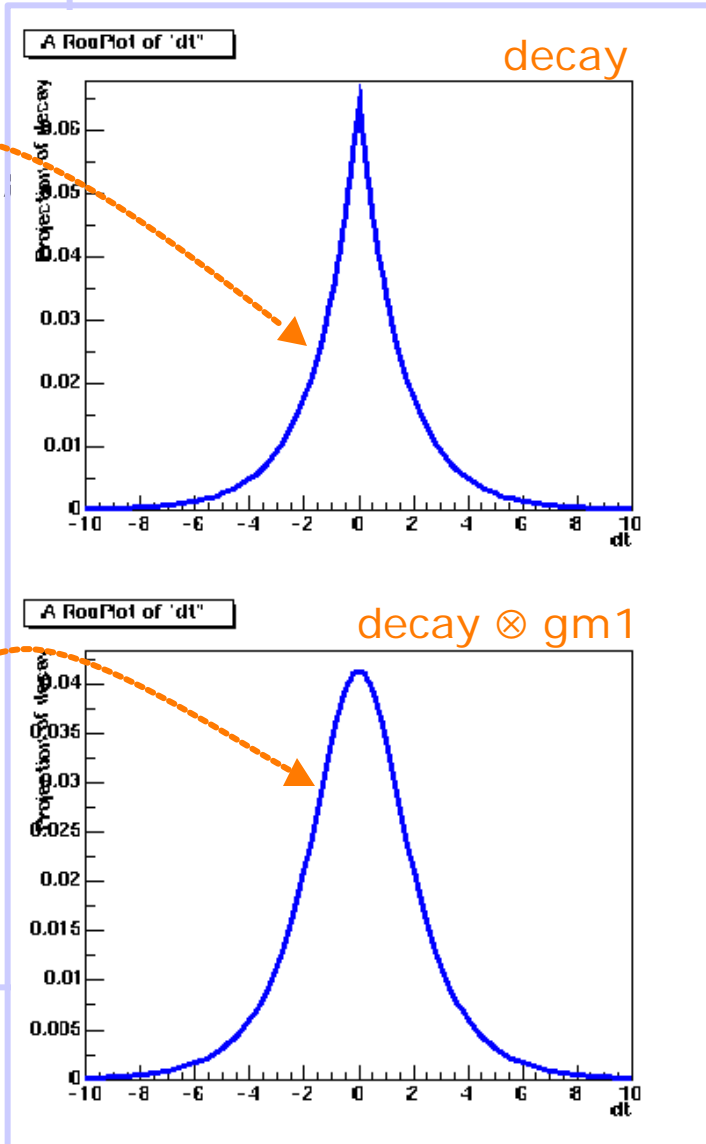 A RooPlot of "dt"
decay
Projection of decay
0.06
0.05
0.04
0.03
0.02
0.01
0
-10 -8 -6 -4 -2 0 2 4 6 8 10
dt
A RooPlot of "dt"
decay ⊗ gm1
Projection of decay
0.04
0.035
0.03
0.025
0.02
0.015
0.01
0.005
0
-10 -8 -6 -4 -2 0 2 4 6 8 10
dt